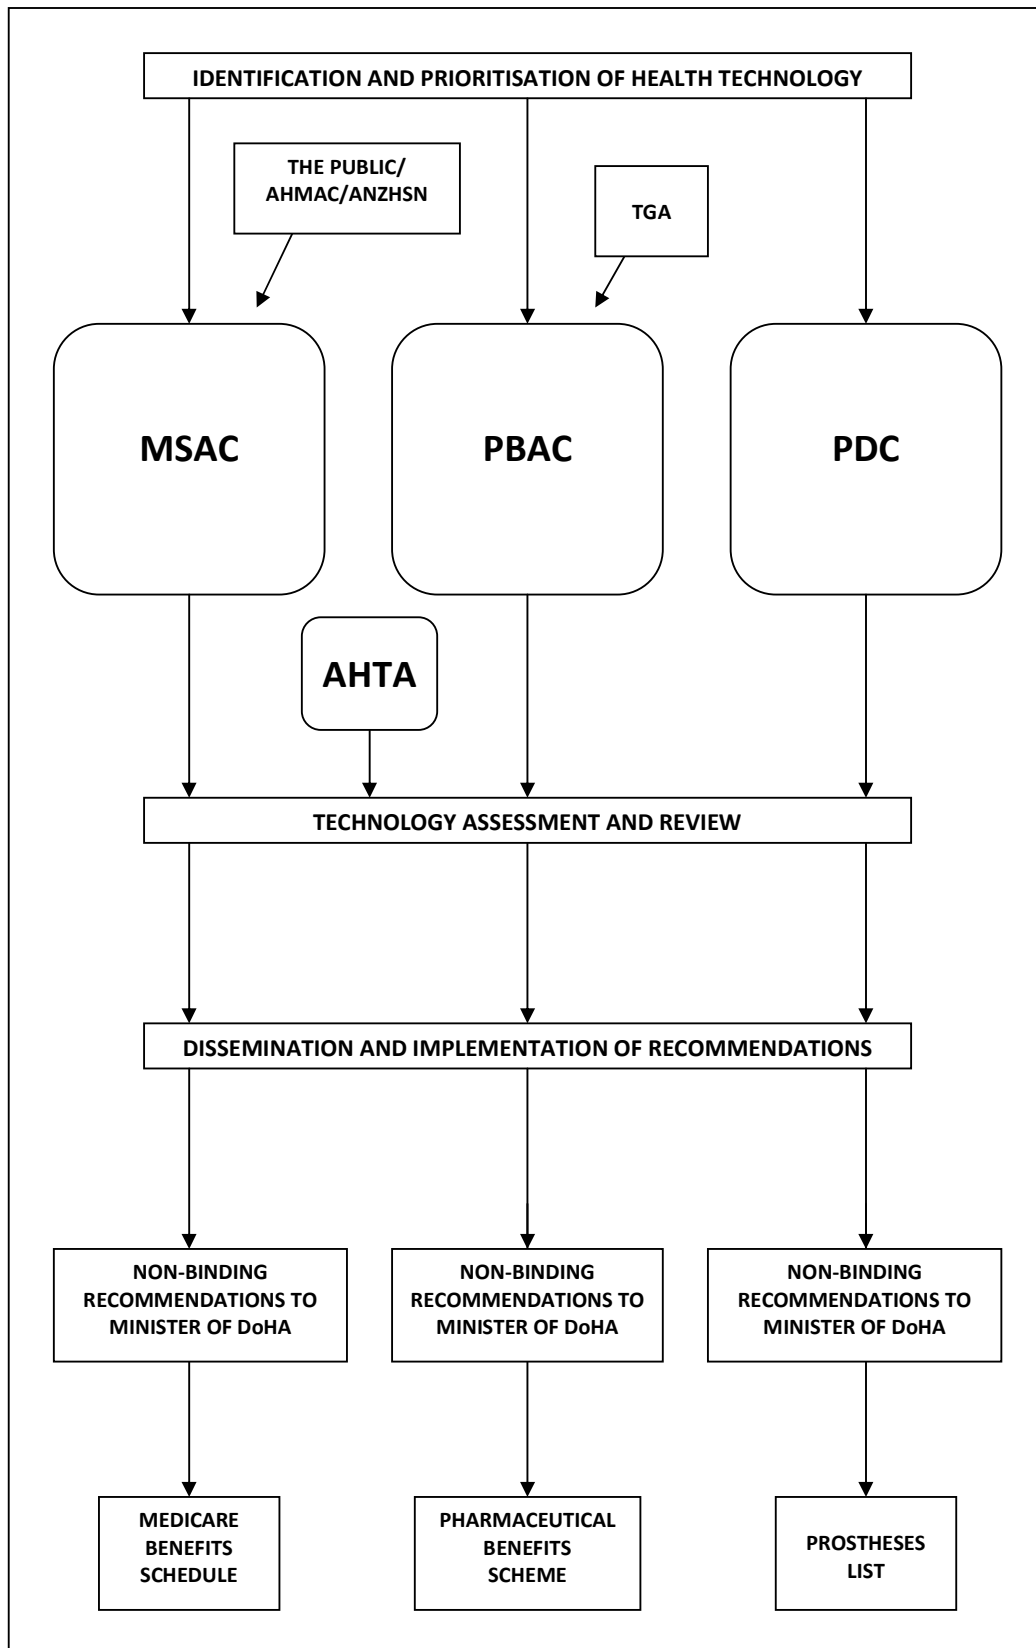 IDENTIFICATION AND PRIORITISATION OF HEALTH TECHNOLOGY
THE PUBLIC/
AHMAC/ANZHSN
TGA
MSAC
PBAC
PDC
AHTA
TECHNOLOGY ASSESSMENT AND REVIEW
DISSEMINATION AND IMPLEMENTATION OF RECOMMENDATIONS
NON-BINDING
RECOMMENDATIONS TO
MINISTER OF DoHA
NON-BINDING
RECOMMENDATIONS TO
MINISTER OF DoHA
NON-BINDING
RECOMMENDATIONS TO
MINISTER OF DoHA
MEDICARE
BENEFITS
SCHEDULE
PHARMACEUTICAL
BENEFITS
SCHEME
PROSTHESES
LIST